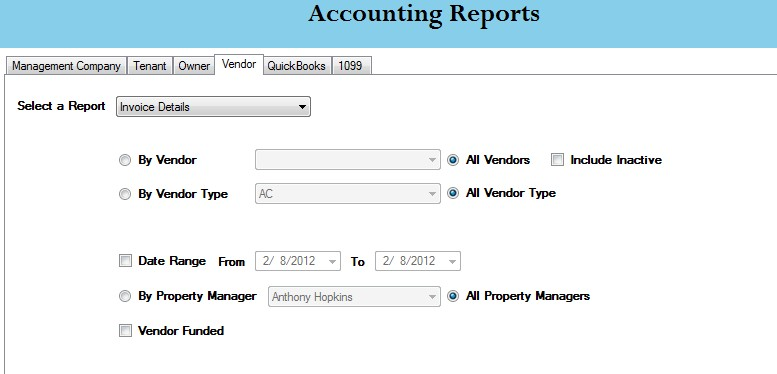 Accounting Reports
Management Company Tenant Owner Vendor QuickBooks 1099
Select a Report Invoice Details
By Vendor All Vendors Include Inactive
By Vendor Type AC All Vendor Type
Date Range From 2/ 8/2012 To 2/ 8/2012
By Property Manager Anthony Hopkins All Property Managers
Vendor Funded